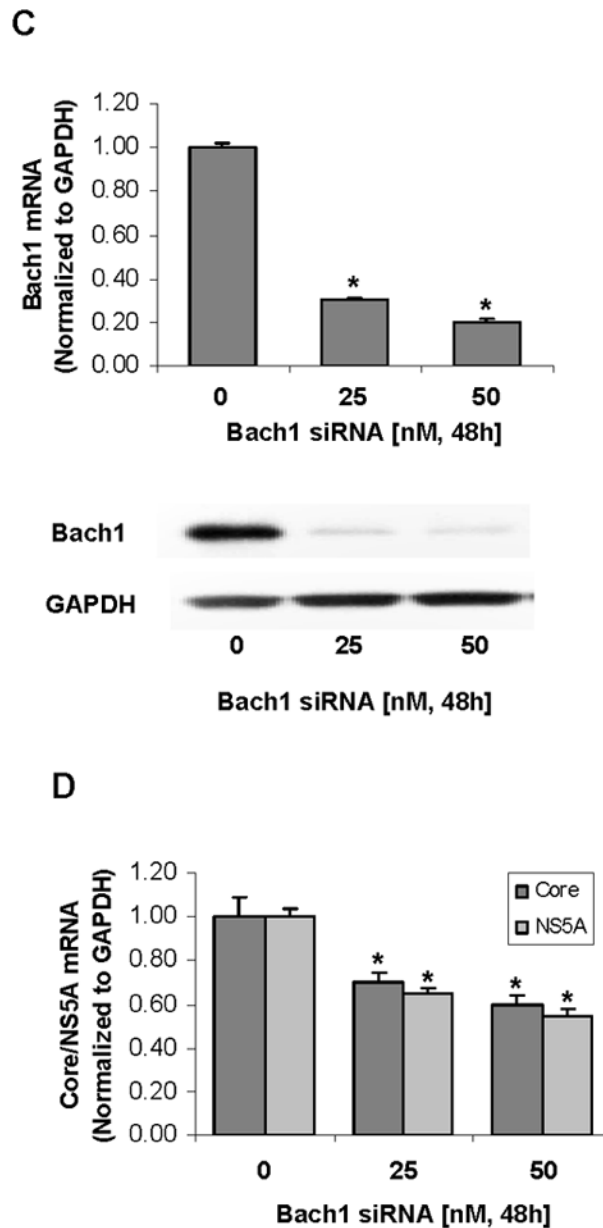 C
Bach1 mRNA
(Normalized to GAPDH)
1.20
1.00
0.80
0.60
0.40
0.20
0.00
*
*
0 25 50
Bach1 siRNA [nM, 48h]
Bach1
GAPDH
0 25 50
Bach1 siRNA [nM, 48h]
D
Core/NS5A mRNA
(Normalized to GAPDH)
1.20
1.00
0.80
0.60
0.40
0.20
0.00
Core
NS5A
* *
* *
0 25 50
Bach1 siRNA [nM, 48h]